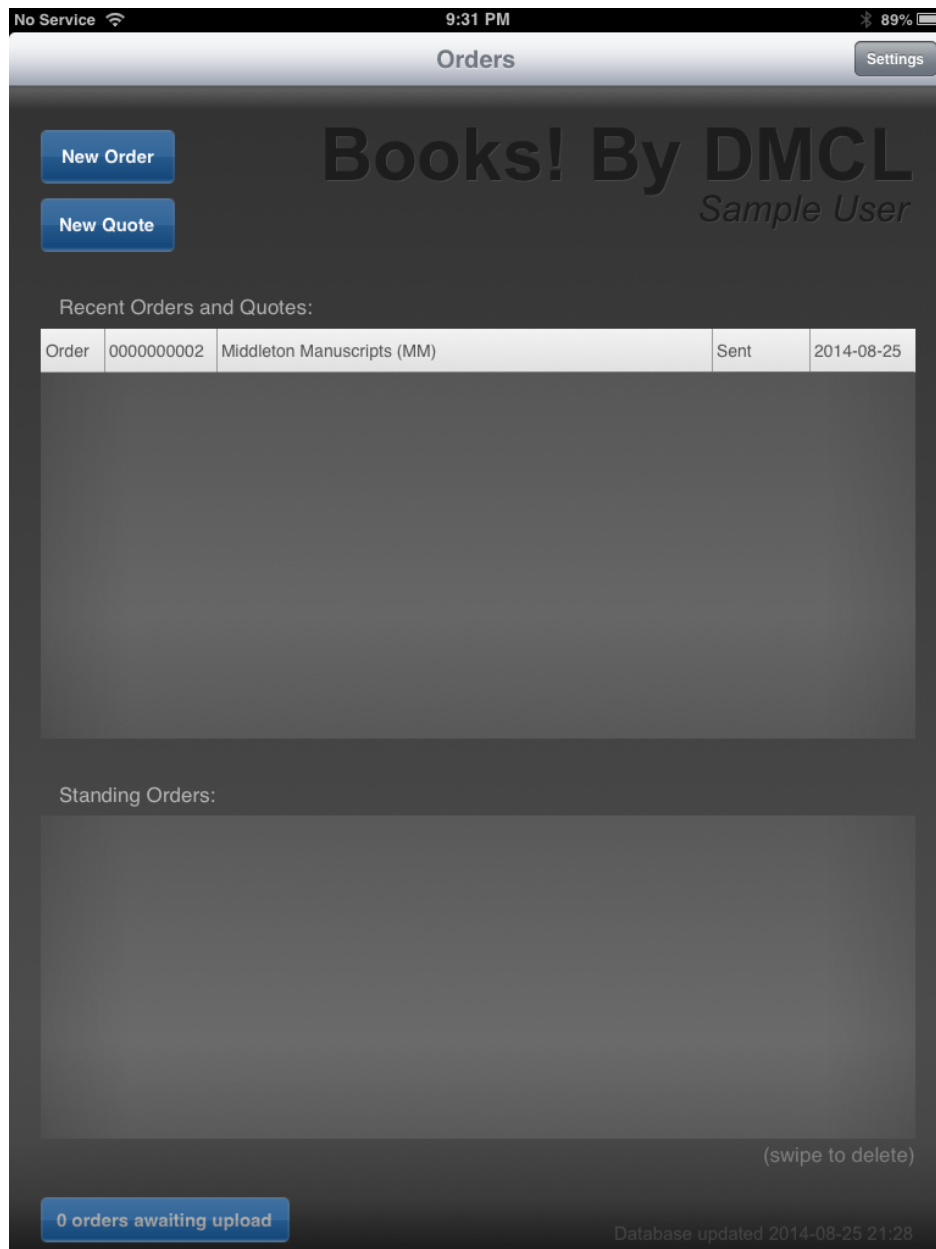 No Service 9:31 PM 89%
Orders Settings
New Order
Books! By DMCL
Sample User
New Quote
Recent Orders and Quotes:
Order 0000000002 Middleton Manuscripts (MM) Sent 2014-08-25
Standing Orders:
(swipe to delete)
0 orders awaiting upload
Database updated 2014-08-25 21:28